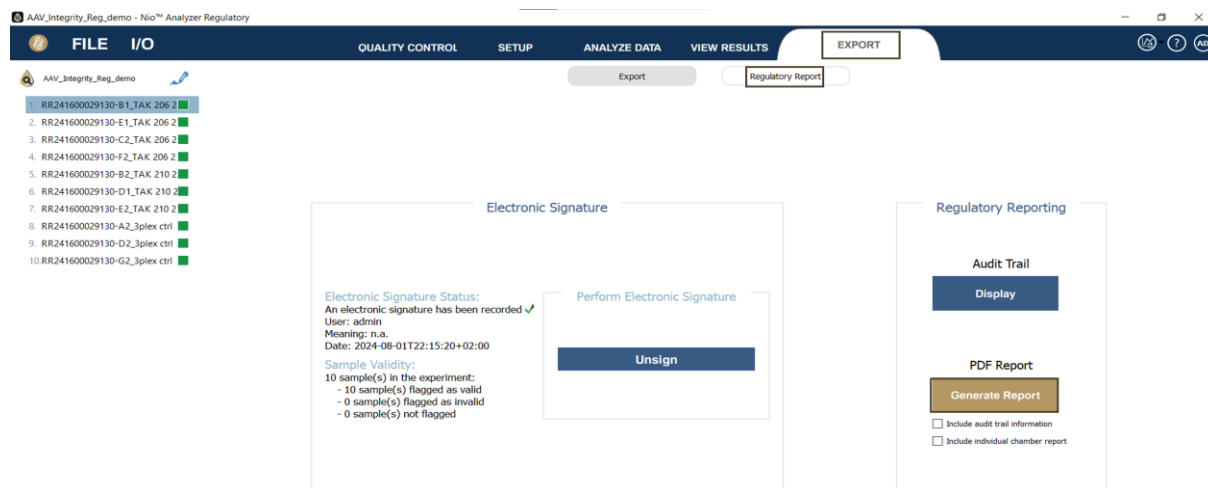 AAV_Integrity_Reg_demo - Nio™ Analyzer Regulatory
FILE I/O QUALITY CONTROL SETUP ANALYZE DATA VIEW RESULTS EXPORT ?
AAV_Integrity_Reg_demo Export Regulatory Report
1. RR241600029130-B1_TAK 206 2
2. RR241600029130-E1_TAK 206 2
3. RR241600029130-C2_TAK 206 2
4. RR241600029130-F2_TAK 206 2
5. RR241600029130-B2_TAK 210 2
6. RR241600029130-D1_TAK 210 2
7. RR241600029130-E2_TAK 210 2
8. RR241600029130-A2_3plex ctrl
9. RR241600029130-D2_3plex ctrl
10.RR241600029130-G2_3plex ctrl
Electronic Signature
Electronic Signature Status:
An electronic signature has been recorded
User: admin
Meaning: n.a.
Date: 2024-08-01T22:15:20+02:00
Sample Validity:
10 sample(s) in the experiment:
- 10 sample(s) flagged as valid
- 0 sample(s) flagged as invalid
- 0 sample(s) not flagged
Perform Electronic Signature
Unsign
Regulatory Reporting
Audit Trail
Display
PDF Report
Generate Report
Include audit trail information
Include individual chamber report